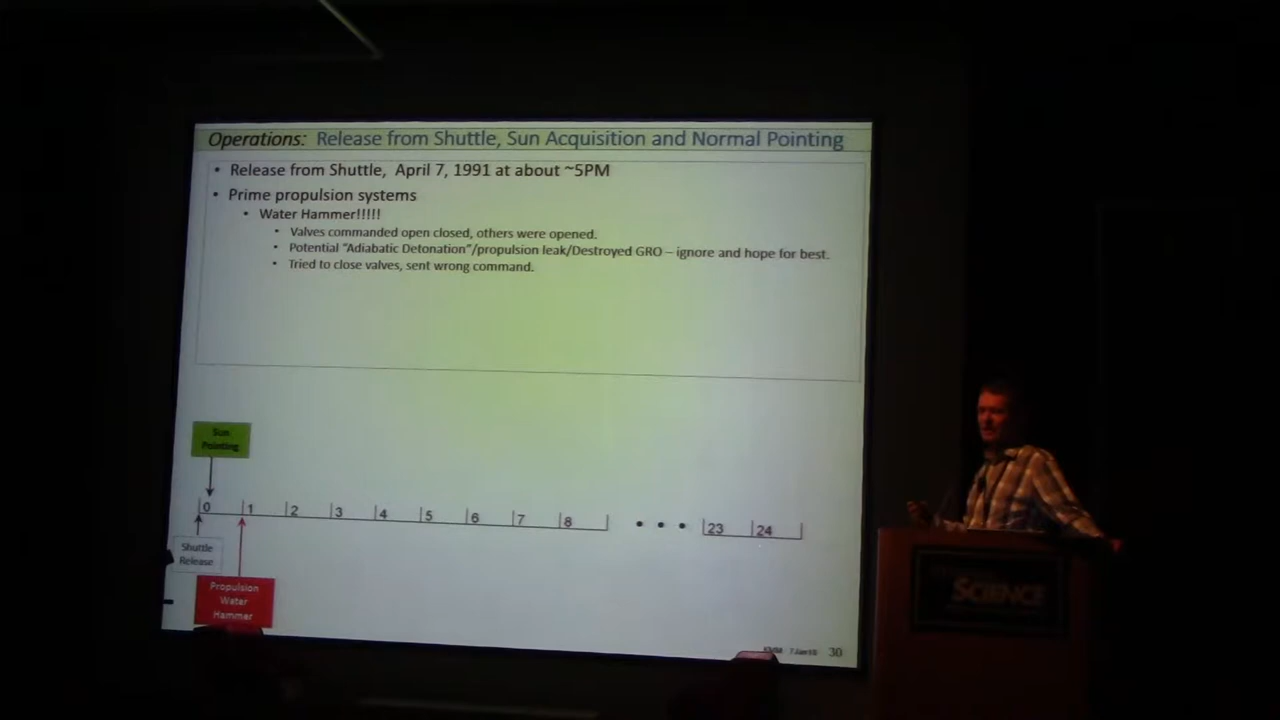 Operations: Release from Shuttle, Sun Acquisition and Normal Pointing
• Release from Shuttle, April 7, 1991 at about ~5PM
• Prime propulsion systems
• Water Hammer!!!!!
• Valves commanded open closed, others were opened.
• Potential “Adiabatic Detonation”/propulsion leak/Destroyed GRO – ignore and hope for best.
• Tried to close valves, sent wrong command.
Sun
Pointing
0 1 2 3 4 5 6 7 8 • • • 23 24
Shuttle
Release
Propulsion
Water
Hammer
30
SCIENCE